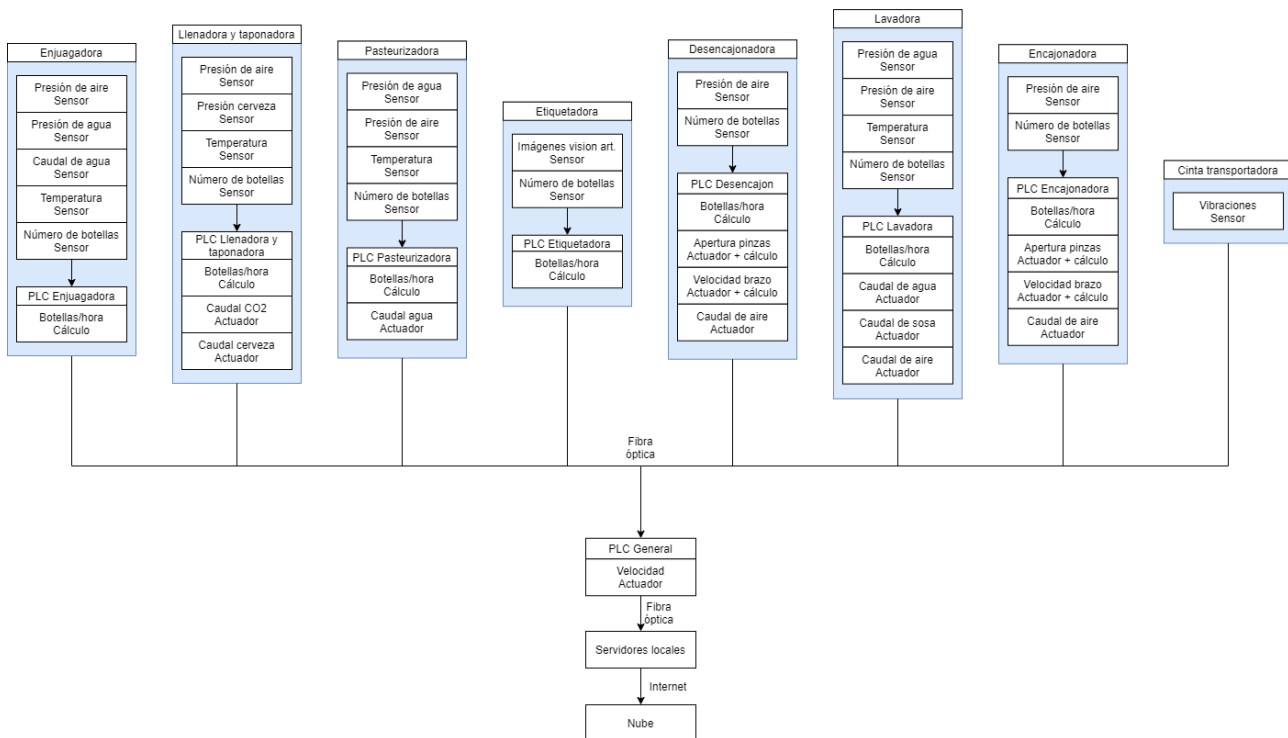 Enjuagadora
Presión de aire
Sensor
Presión de agua
Sensor
Caudal de agua
Sensor
Temperatura
Sensor
Número de botellas
Sensor
PLC Enjuagadora
Botellas/hora
Cálculo
Llenadora y taponadora
Presión de aire
Sensor
Presión cerveza
Sensor
Temperatura
Sensor
Número de botellas
Sensor
PLC Llenadora y
taponadora
Botellas/hora
Cálculo
Caudal CO2
Actuador
Caudal cerveza
Actuador
Pasteurizadora
Presión de agua
Sensor
Presión de aire
Sensor
Temperatura
Sensor
Número de botellas
Sensor
PLC Pasteurizadora
Botellas/hora
Cálculo
Caudal agua
Actuador
Etiquetadora
Imágenes vision art.
Sensor
Número de botellas
Sensor
PLC Etiquetadora
Botellas/hora
Cálculo
Desencajonadora
Presión de aire
Sensor
Número de botellas
Sensor
PLC Desencajon
Botellas/hora
Cálculo
Apertura pinzas
Actuador + cálculo
Velocidad brazo
Actuador + cálculo
Caudal de aire
Actuador
Lavadora
Presión de agua
Sensor
Presión de aire
Sensor
Temperatura
Sensor
Número de botellas
Sensor
PLC Lavadora
Botellas/hora
Cálculo
Caudal de agua
Actuador
Caudal de sosa
Actuador
Caudal de aire
Actuador
Encajonadora
Presión de aire
Sensor
Número de botellas
Sensor
PLC Encajonadora
Botellas/hora
Cálculo
Apertura pinzas
Actuador + cálculo
Velocidad brazo
Actuador + cálculo
Caudal de aire
Actuador
Cinta transportadora
Vibraciones
Sensor
Fibra
óptica
PLC General
Velocidad
Actuador
Fibra
óptica
Servidores locales
Internet
Nube